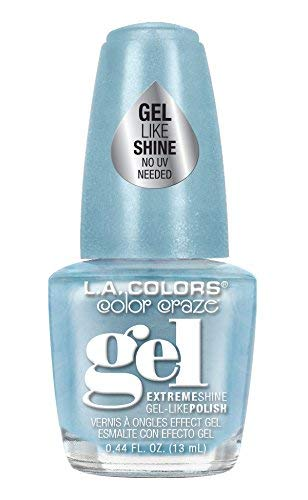 GEL
LIKE
SHINE
NO UV
NEEDED
L.A. COLORS®
color craze
gel
EXTREMESHINE
GEL-LIKEPOLISH
VERNIS À ONGLES EFFECT GEL
ESMALTE CON EFECTO GEL
0.44 FL. OZ. (13 mL)